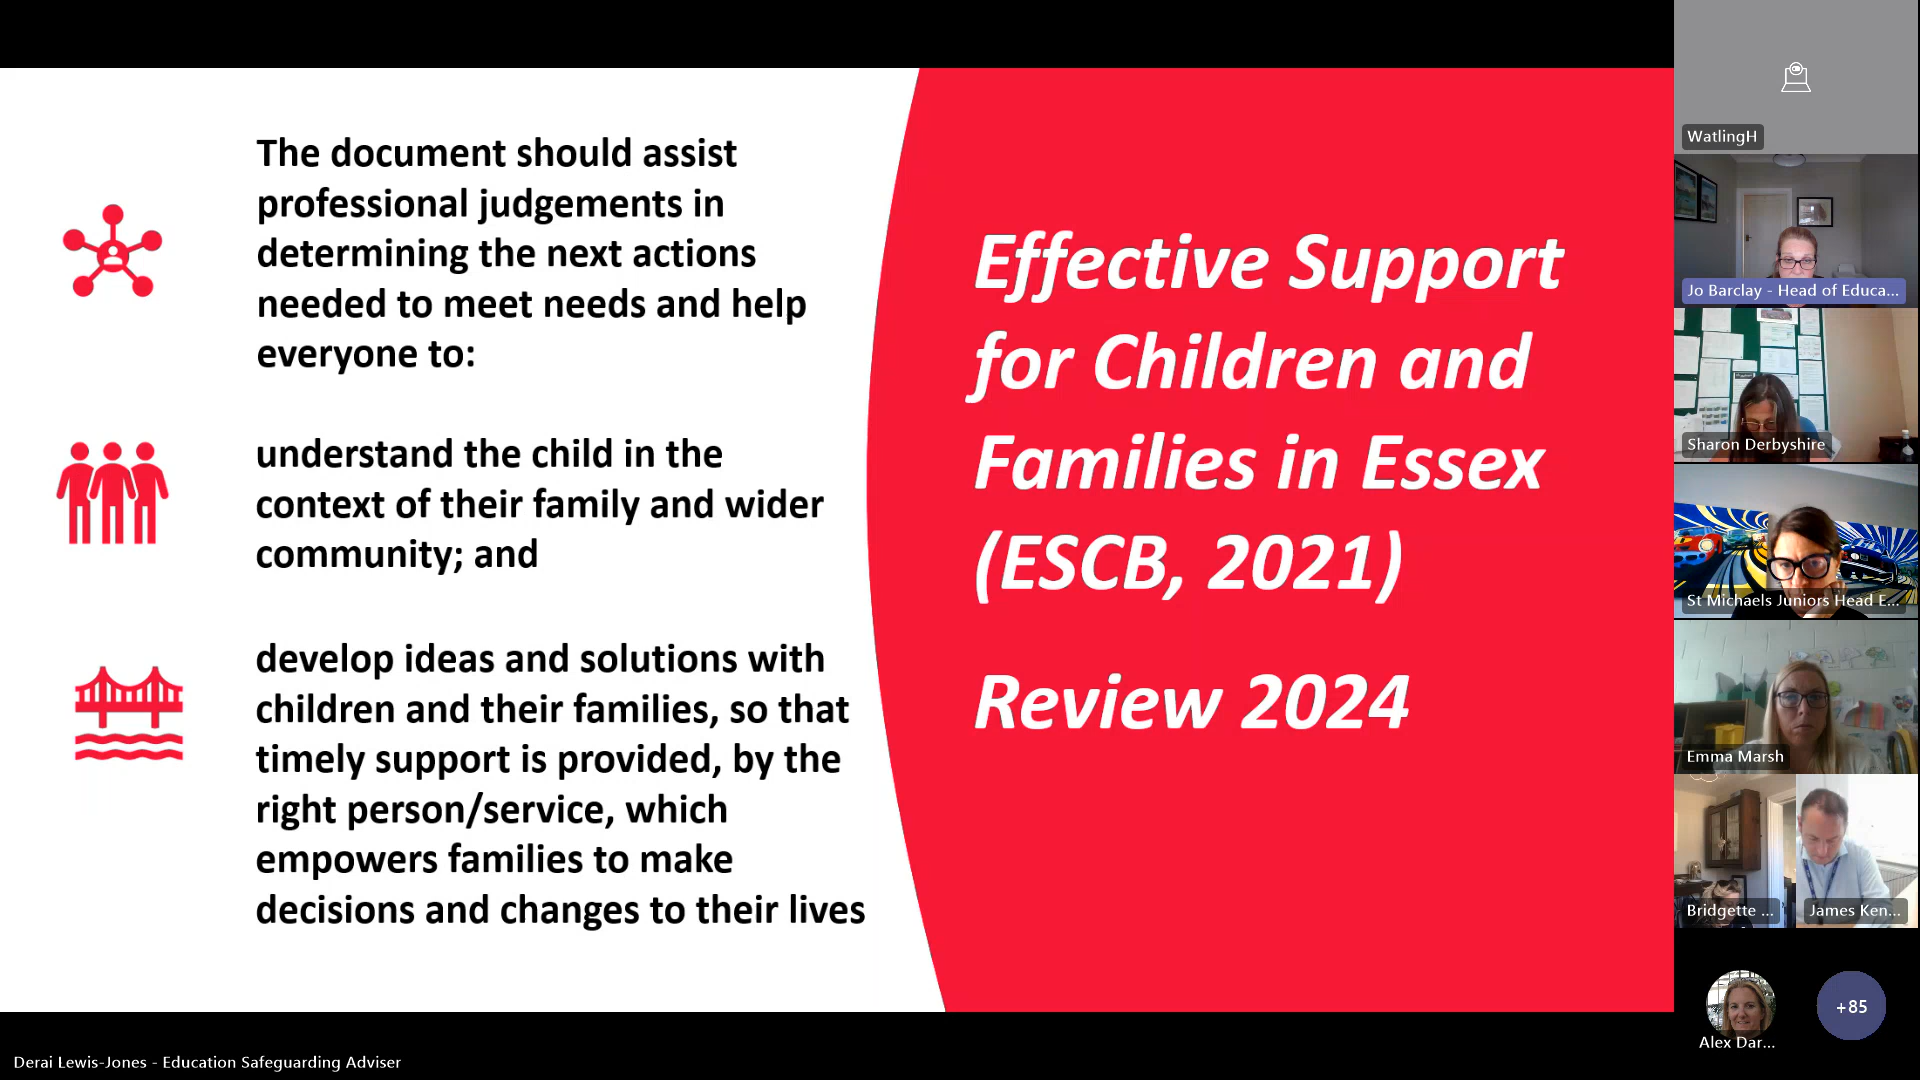 The document should assist
professional judgements in
determining the next actions
needed to meet needs and help
everyone to:
understand the child in the
context of their family and wider
community; and
develop ideas and solutions with
children and their families, so that
timely support is provided, by the
right person/service, which
empowers families to make
decisions and changes to their lives
Effective Support
for Children and
Families in Essex
(ESCB, 2021)
Review 2024
WatlingH
Jo Barclay - Head of Educa...
Sharon Derbyshire
St Michaels Juniors Head E...
Emma Marsh
Bridgette ...
James Ken...
Alex Dar...
+85
Derai Lewis-Jones - Education Safeguarding Adviser